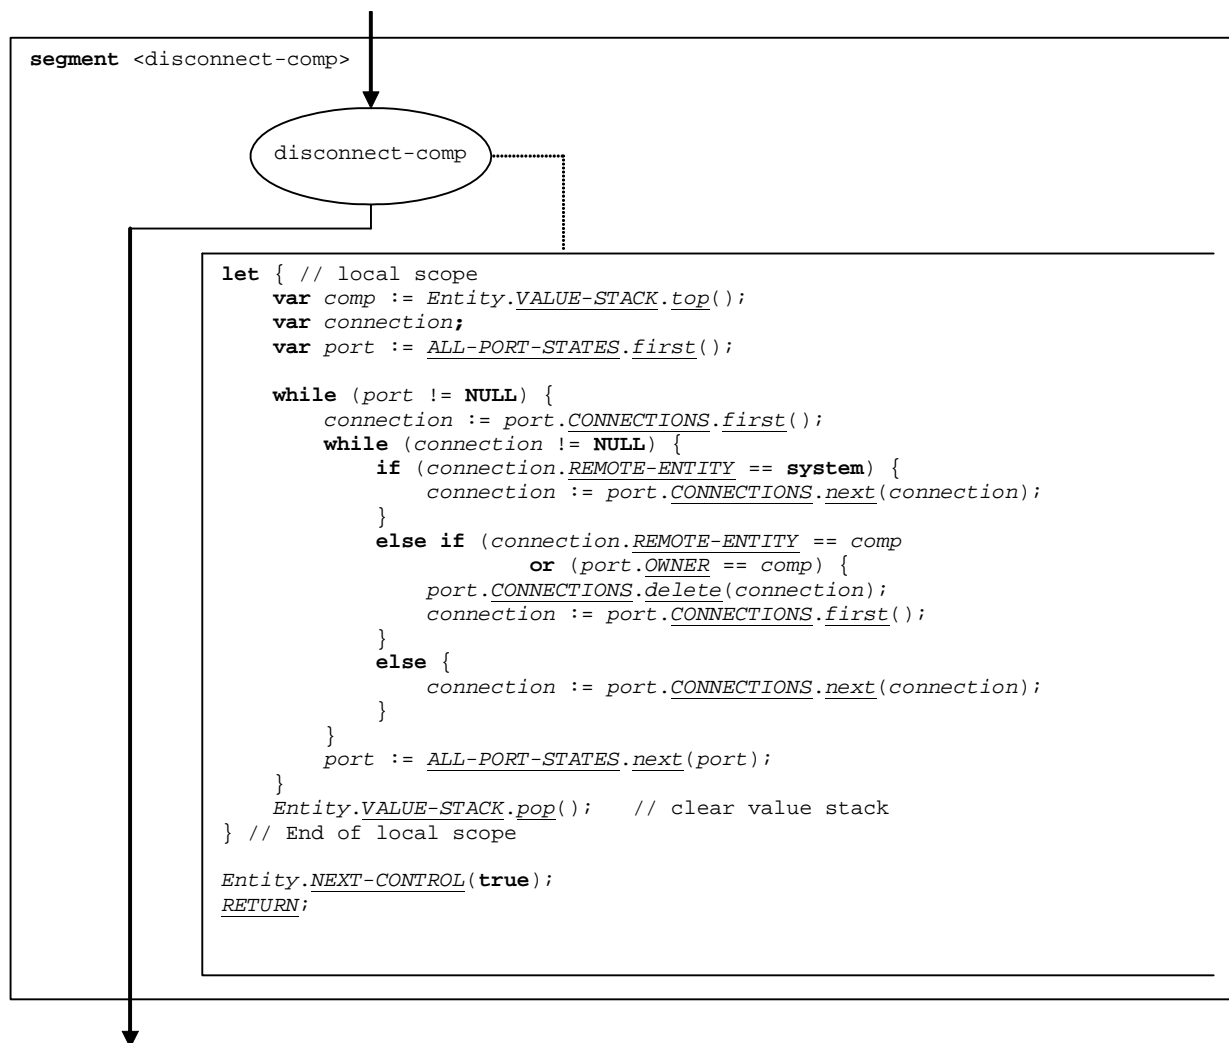 segment <disconnect-comp>
disconnect-comp
let { // local scope
var comp := Entity.VALUE-STACK.top();
var connection;
var port := ALL-PORT-STATES.first();
while (port != NULL) {
connection := port.CONNECTIONS.first();
while (connection != NULL) {
if (connection.REMOTE-ENTITY == system) {
connection := port.CONNECTIONS.next(connection);
}
else if (connection.REMOTE-ENTITY == comp
or (port.OWNER == comp) {
port.CONNECTIONS.delete(connection);
connection := port.CONNECTIONS.first();
}
else {
connection := port.CONNECTIONS.next(connection);
}
}
port := ALL-PORT-STATES.next(port);
}
Entity.VALUE-STACK.pop(); // clear value stack
} // End of local scope
Entity.NEXT-CONTROL(true);
RETURN;